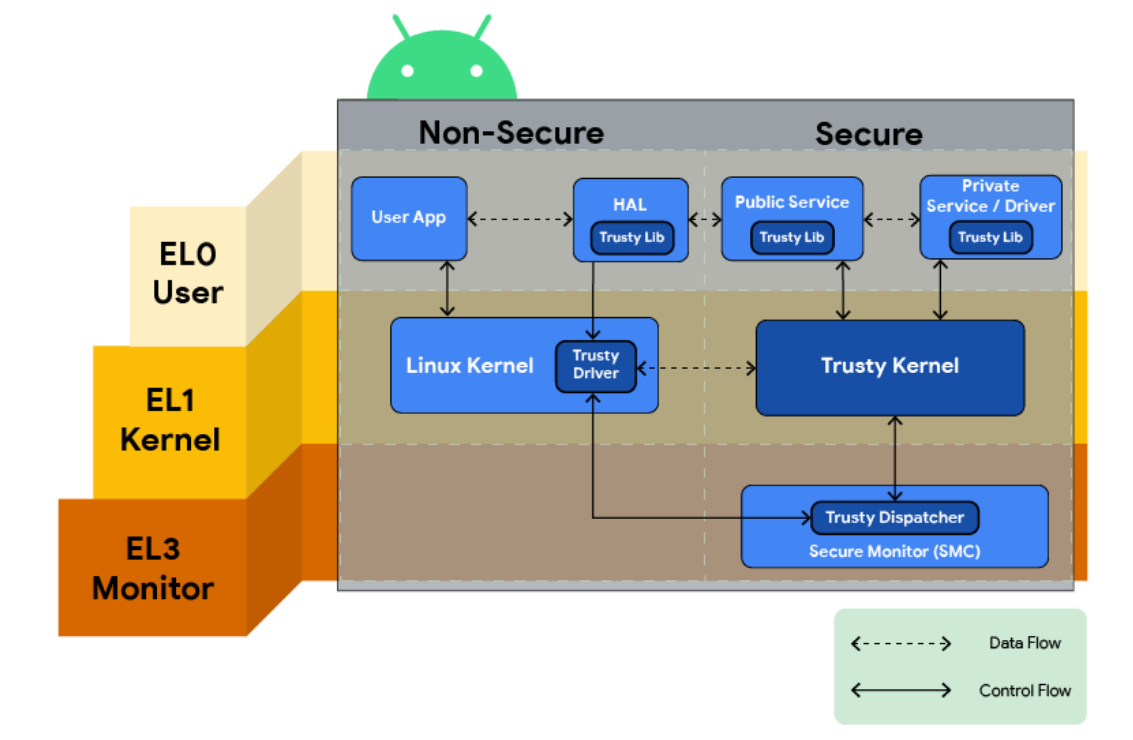 Non-Secure
Secure
EL0
User
User App
HAL
Trusty Lib
Public Service
Trusty Lib
Private
Service / Driver
Trusty Lib
EL1
Kernel
Linux Kernel
Trusty
Driver
Trusty Kernel
EL3
Monitor
Trusty Dispatcher
Secure Monitor (SMC)
Data Flow
Control Flow